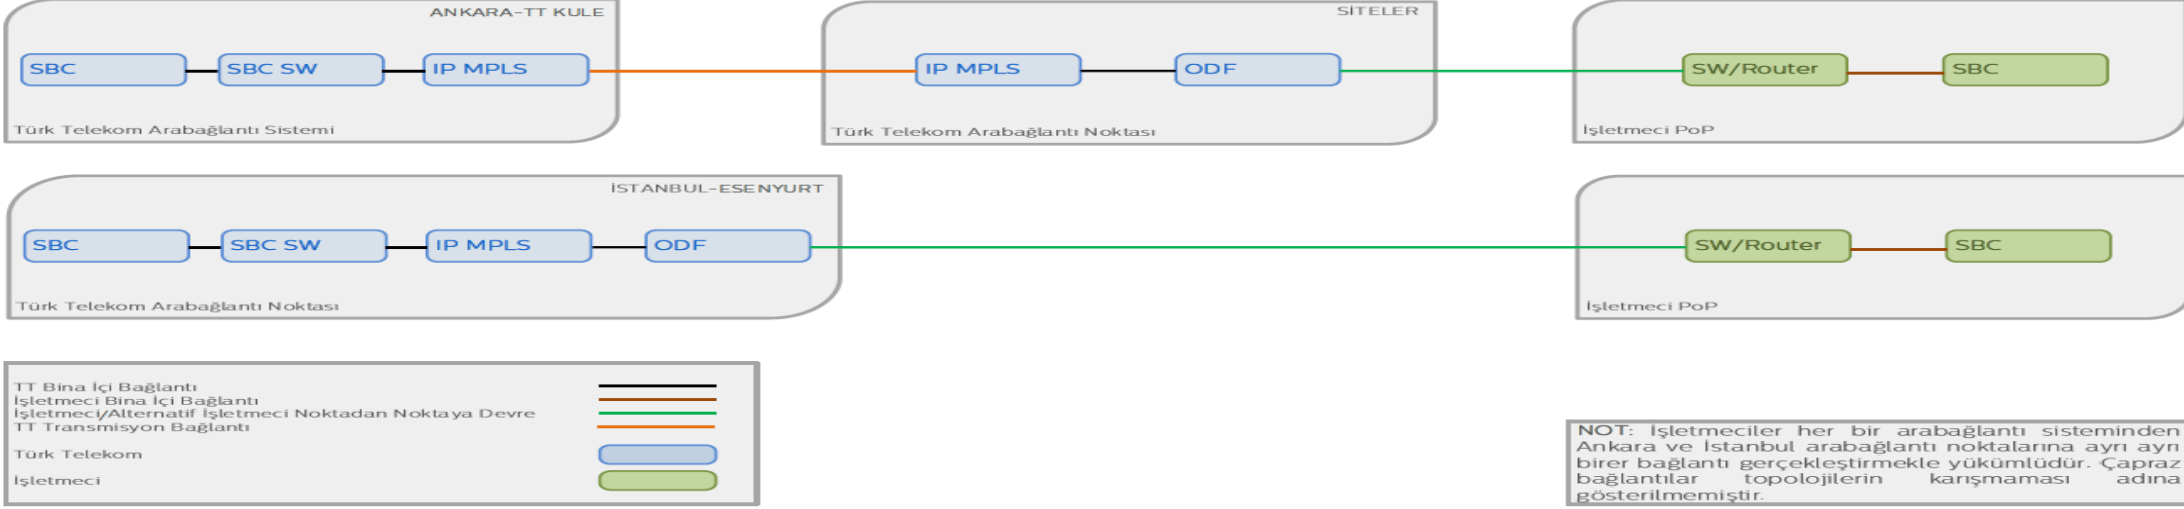 ANKARA-TT KULE
SBC
SBC SW
IP MPLS
Türk Telekom Arabağlantı Sistemi
SİTELER
IP MPLS
ODF
Türk Telekom Arabağlantı Noktası
SW/Router
SBC
İşletmeci PoP
İSTANBUL-ESENYURT
SBC
SBC SW
IP MPLS
ODF
Türk Telekom Arabağlantı Noktası
SW/Router
SBC
İşletmeci PoP
TT Bina İçi Bağlantı
İşletmeci Bina İçi Bağlantı
İşletmeci/Alternatif İşletmeci Noktadan Noktaya Devre
TT Transmisyon Bağlantı
Türk Telekom
İşletmeci
NOT: İşletmeciler her bir arabağlantı sisteminden
Ankara ve İstanbul arabağlantı noktalarına ayrı ayrı
birer bağlantı gerçekleştirmekle yükümlüdür. Çapraz
bağlantılar topolojilerin karışmaması adına
gösterilmemiştir.